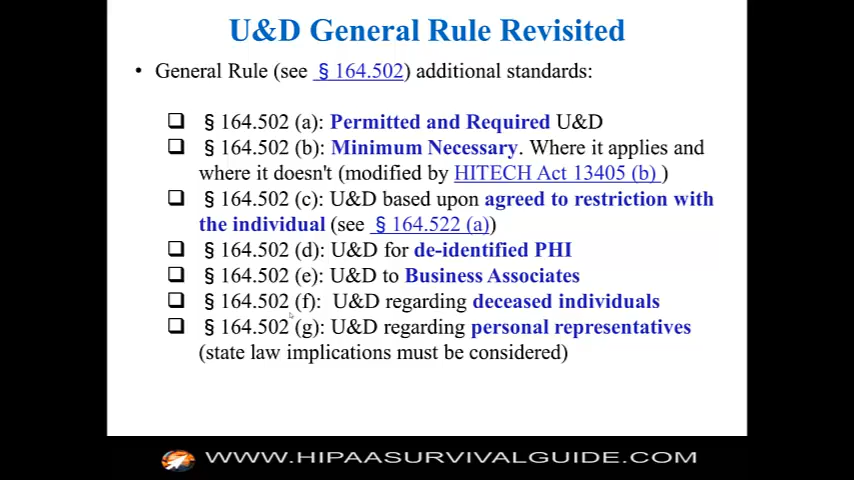 U&D General Rule Revisited
• General Rule (see § 164.502) additional standards:
❑ § 164.502 (a): Permitted and Required U&D
❑ § 164.502 (b): Minimum Necessary. Where it applies and
where it doesn't (modified by HITECH Act 13405 (b) )
❑ § 164.502 (c): U&D based upon agreed to restriction with
the individual (see § 164.522 (a))
❑ § 164.502 (d): U&D for de-identified PHI
❑ § 164.502 (e): U&D to Business Associates
❑ § 164.502 (f): U&D regarding deceased individuals
❑ § 164.502 (g): U&D regarding personal representatives
(state law implications must be considered)
WWW.HIPAASURVIVALGUIDE.COM